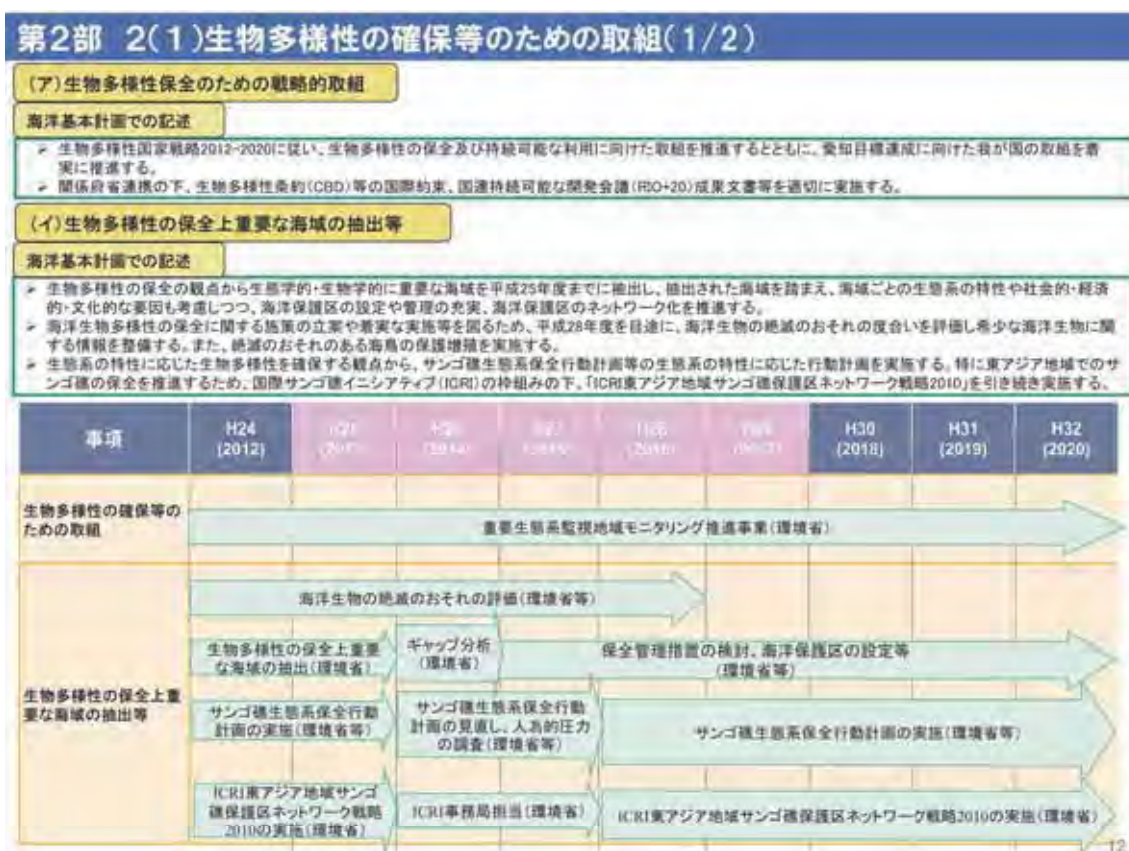 第2部 2(1)生物多様性の確保等のための取組(1/2)
(ア)生物多様性保全のための戦略的取組
海洋基本計画での記述
➢ 生物多様性国家戦略2012-2020に従い、生物多様性の保全及び持続可能な利用に向けた取組を推進するとともに、愛知目標達成に向けた我が国の取組を着
実に推進する。
➢ 関係府省連携の下、生物多様性条約(CBD)等の国際約束、国連持続可能な開発会議(RIO+20)成果文書等を適切に実施する。
(イ)生物多様性の保全上重要な海域の抽出等
海洋基本計画での記述
➢ 生物多様性の保全の観点から生態学的・生物学的に重要な海域を平成25年度までに抽出し、抽出された海域を踏まえ、海域ごとの生態系の特性や社会的・経済
的・文化的な要因も考慮しつつ、海洋保護区の設定や管理の充実、海洋保護区のネットワーク化を推進する。
➢ 海洋生物多様性の保全に関する施策の立案や着実な実施等を図るため、平成28年度を目途に、海洋生物の絶滅のおそれの度合いを評価し希少な海洋生物に関
する情報を整備する。また、絶滅のおそれのある海鳥の保護増殖を実施する。
➢ 生態系の特性に応じた生物多様性を確保する観点から、サンゴ礁生態系保全行動計画等の生態系の特性に応じた行動計画を実施する。特に東アジア地域でのサ
ンゴ礁の保全を推進するため、国際サンゴ礁イニシアティブ(ICRI)の枠組みの下、「ICRI東アジア地域サンゴ礁保護区ネットワーク戦略2010」を引き続き実施する。
事項
H24
(2012)
H30
(2018)
H31
(2019)
H32
(2020)
生物多様性の確保等の
ための取組
重要生態系監視地域モニタリング推進事業(環境省)
海洋生物の絶滅のおそれの評価(環境省等)
生物多様性の保全上重要
な海域の抽出(環境省)
ギャップ分析
(環境省)
保全管理措置の検討、海洋保護区の設定等
(環境省等)
生物多様性の保全上重
要な海域の抽出等
サンゴ礁生態系保全行動
計画の実施(環境省等)
サンゴ礁生態系保全行動
計画の見直し、人為的圧力
の調査(環境省等)
サンゴ礁生態系保全行動計画の実施(環境省等)
ICRI東アジア地域サンゴ
礁保護区ネットワーク戦略
2010の実施(環境省)
ICRI事務局担当(環境省)
ICRI東アジア地域サンゴ礁保護区ネットワーク戦略2010の実施(環境省)
12